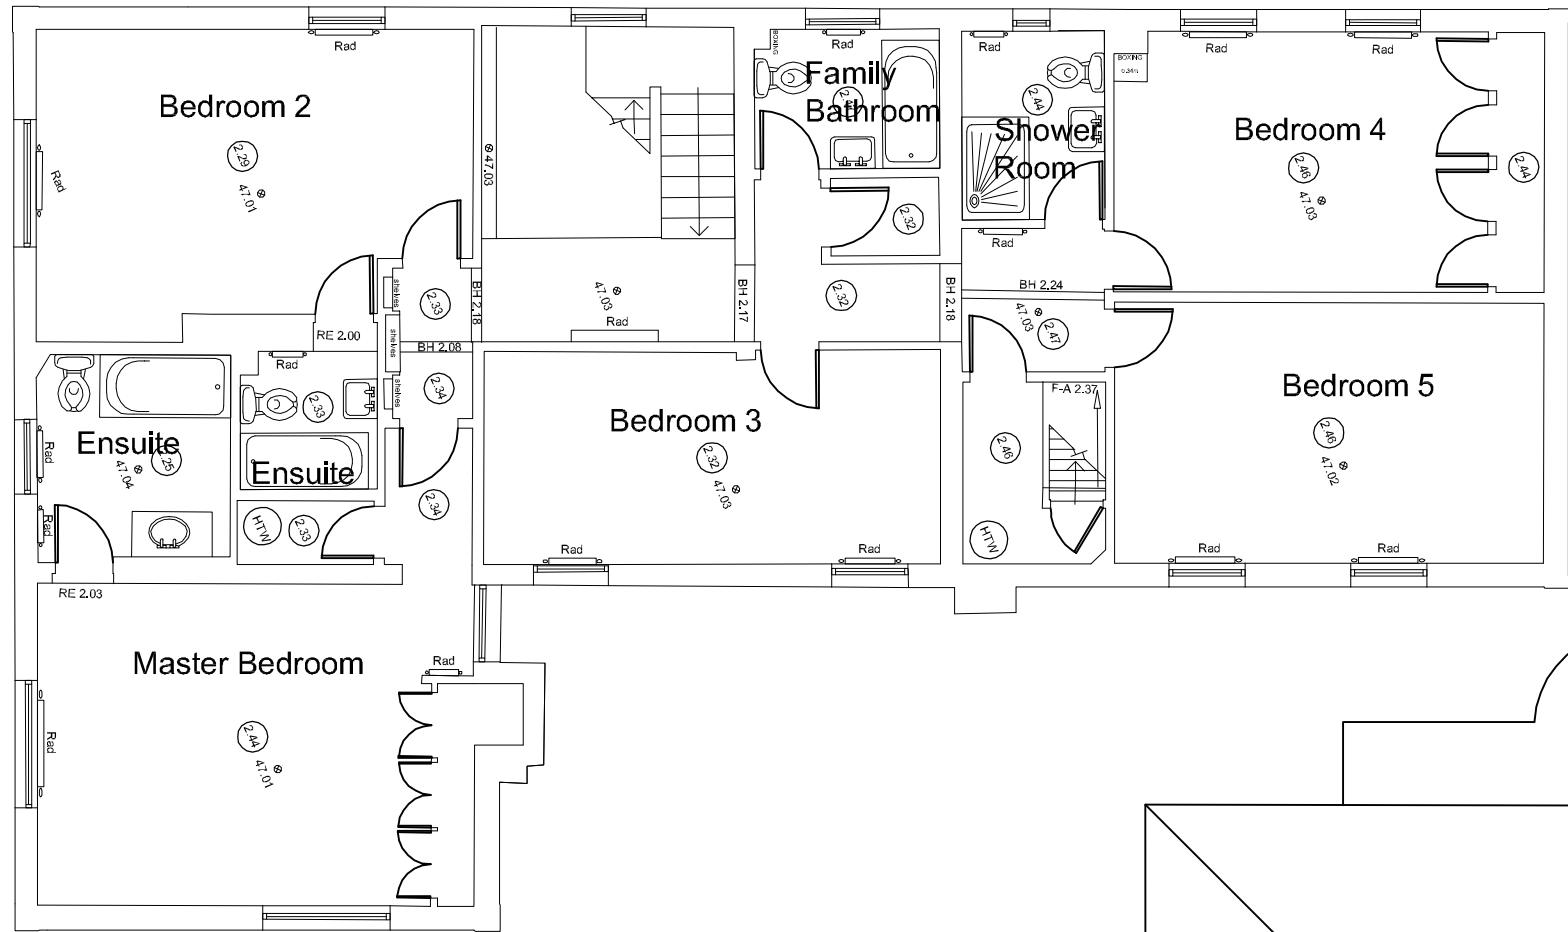 Rad
Rad
BOXING
Rad
Rad
Rad
Bedroom 2
2.29
47.01
Rad
47.03
Family
Bathroom
2.44
Shower
Room
BOXING
Bedroom 4
2.46
47.03
2.44
2.32
Rad
shelves
2.33
BH 2.18
47.03
Rad
BH 2.17
2.32
BH 2.18
BH 2.24
47.03
2.47
RE 2.00
shelves
BH 2.08
Rad
2.33
shelves
2.34
Bedroom 3
2.32
47.03
F-A 2.37
Bedroom 5
2.46
47.02
Ensuite
2.25
47.04
Rad
Ensuite
2.46
Rad
HTW
2.33
2.34
HTW
Rad
Rad
Rad
Rad
RE 2.03
Master Bedroom
Rad
2.44
47.01
Rad